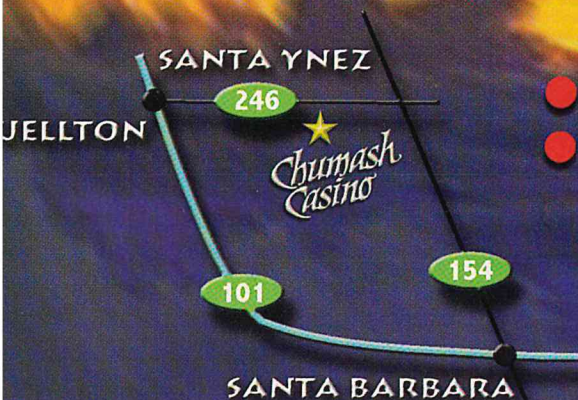 SANTA YNEZ
246
UELLTON
Chumash
Casino
154
101
SANTA BARBARA